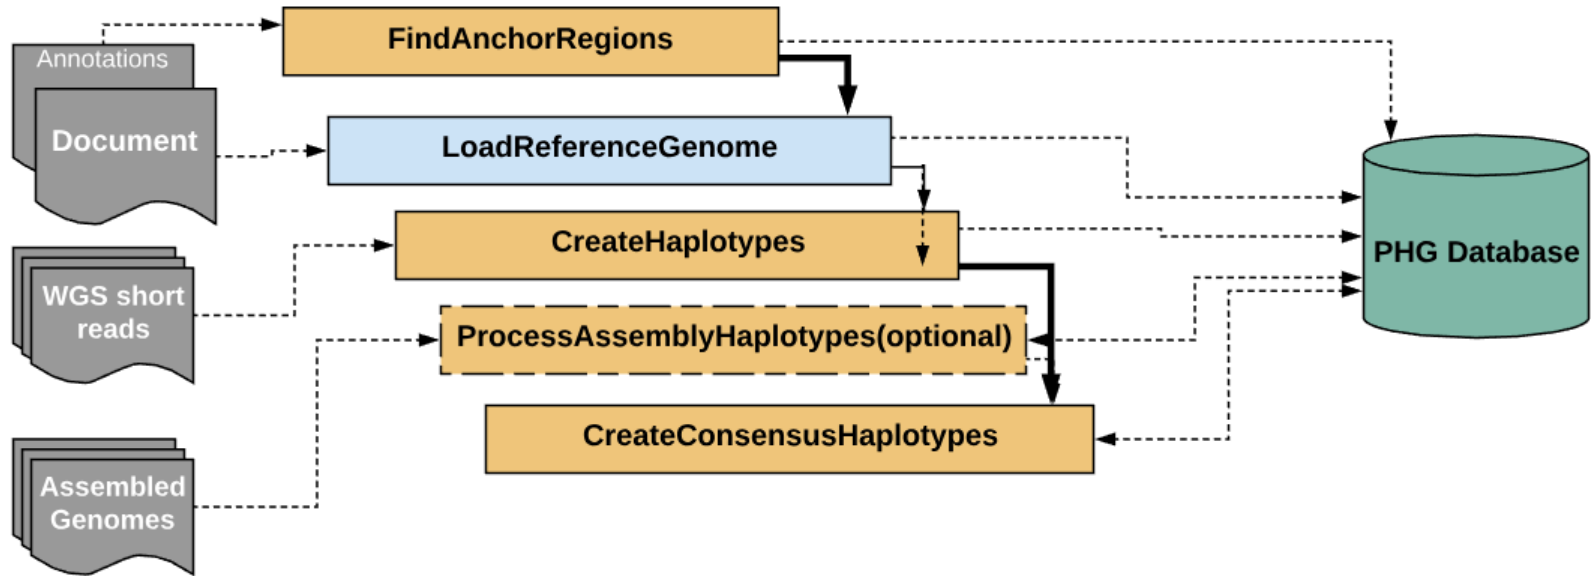 FindAnchorRegions
Annotations
Document
LoadReferenceGenome
CreateHaplotypes
PHG Database
WGS short
reads
ProcessAssemblyHaplotypes(optional)
CreateConsensusHaplotypes
Assembled
Genomes